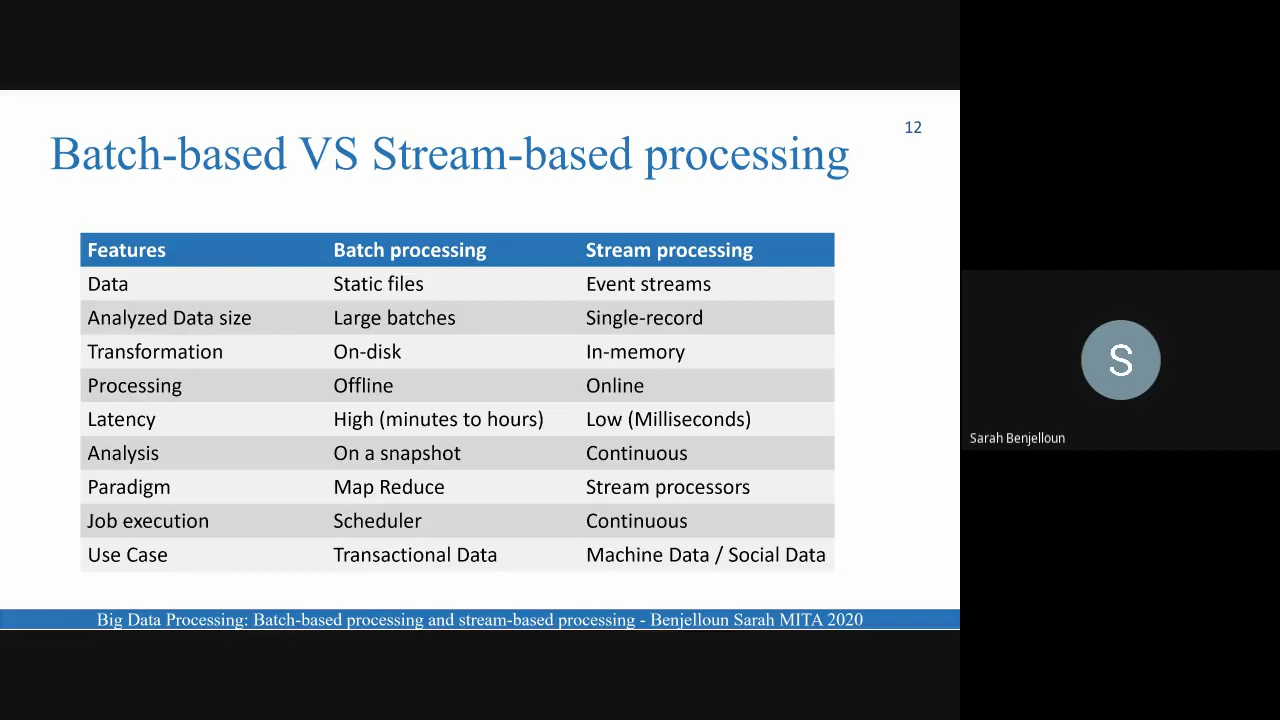 12
Batch-based VS Stream-based processing
Features Batch processing Stream processing
Data Static files Event streams
Analyzed Data size Large batches Single-record
Transformation On-disk In-memory
Processing Offline Online
Latency High (minutes to hours) Low (Milliseconds)
Analysis On a snapshot Continuous
Paradigm Map Reduce Stream processors
Job execution Scheduler Continuous
Use Case Transactional Data Machine Data / Social Data
Big Data Processing: Batch-based processing and stream-based processing - Benjelloun Sarah MITA 2020
S
Sarah Benjelloun